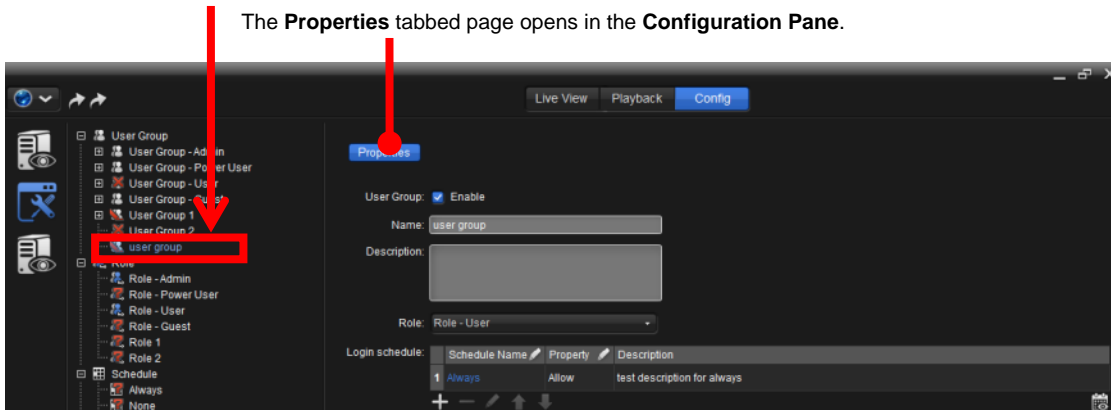 The Properties tabbed page opens in the Configuration Pane.
Live View Playback Config
User Group
User Group - Admin
User Group - Power User
User Group - User
User Group - Guest
User Group 1
User Group 2
user group
Role
Role - Admin
Role - Power User
Role - User
Role - Guest
Role 1
Role 2
Schedule
Always
None
Properties
User Group: Enable
Name: user group
Description:
Role: Role - User
Login schedule: Schedule Name Property Description
1 Always Allow test description for always